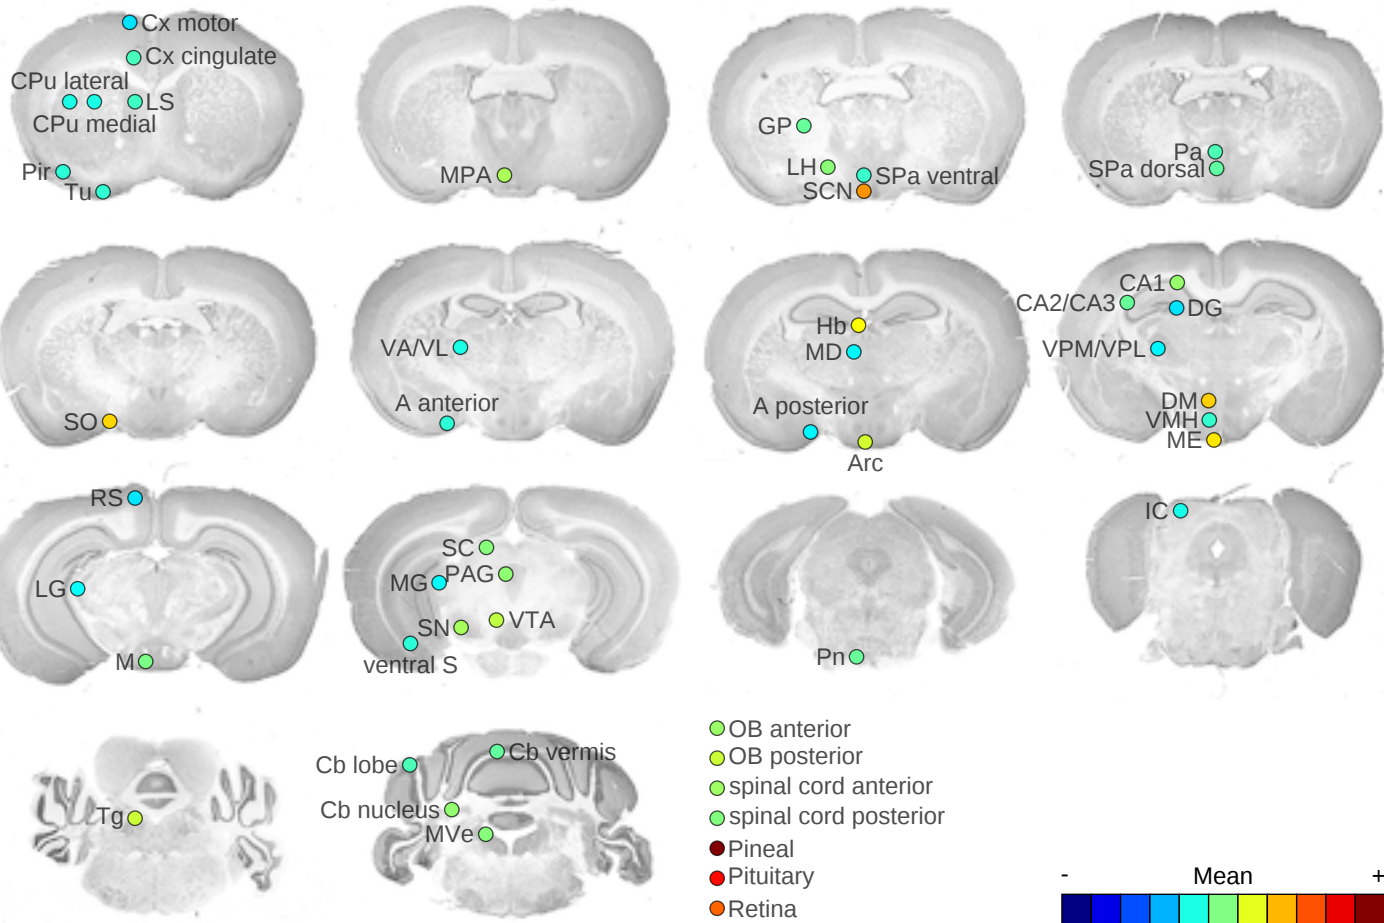 Cx motor
Cx cingulate
CPu lateral
LS
CPu medial
Pir
Tu
MPA
GP
LH
SPa ventral
SCN
Pa
SPa dorsal
SO
VA/VL
A anterior
Hb
MD
A posterior
Arc
CA1
CA2/CA3
DG
VPM/VPL
DM
VMH
ME
RS
LG
M
SC
MG
PAG
SN
VTA
ventral S
Pn
IC
Tg
Cb lobe
Cb vermis
Cb nucleus
MVe
OB anterior
OB posterior
spinal cord anterior
spinal cord posterior
Pineal
Pituitary
Retina
- Mean +